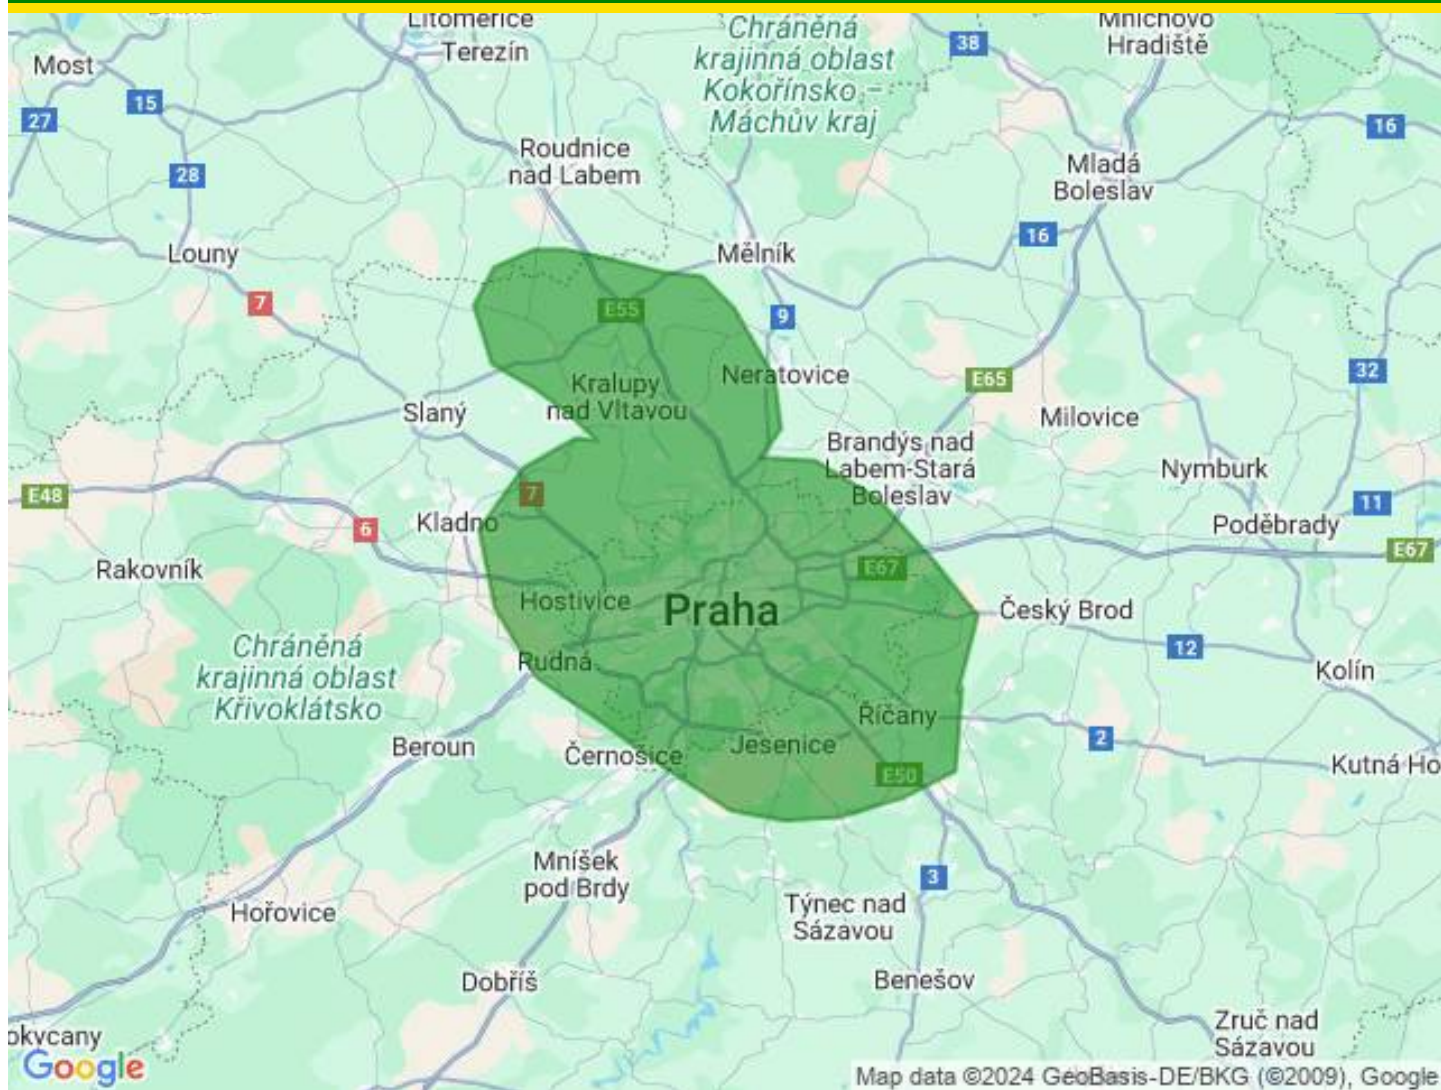 Litoměřice
Terezín
Most
Chráněná
krajinná oblast
Kokořínsko –
Máchův kraj
38
Mnichovo
Hradiště
15
27
16
28
Roudnice
nad Labem
Mladá
Boleslav
Louny
Mělník
16
7
E55
9
Kralupy
nad Vltavou
Neratovice
E65
32
Slaný
Milovice
Brandýs nad
Labem-Stará
Boleslav
Nymburk
E48
7
11
6
Kladno
Poděbrady
E67
Rakovník
E67
Hostivice
Praha
Český Brod
Chráněná
krajinná oblast
Křivoklátsko
Rudná
12
Kolín
Říčany
Beroun
Černošice
Jesenice
2
E50
Kutná Ho
Mníšek
pod Brdy
3
Hořovice
Týnec nad
Sázavou
Dobříš
Benešov
okycany
Zruč nad
Sázavou
Google
Map data ©2024 GeoBasis-DE/BKG (©2009), Google